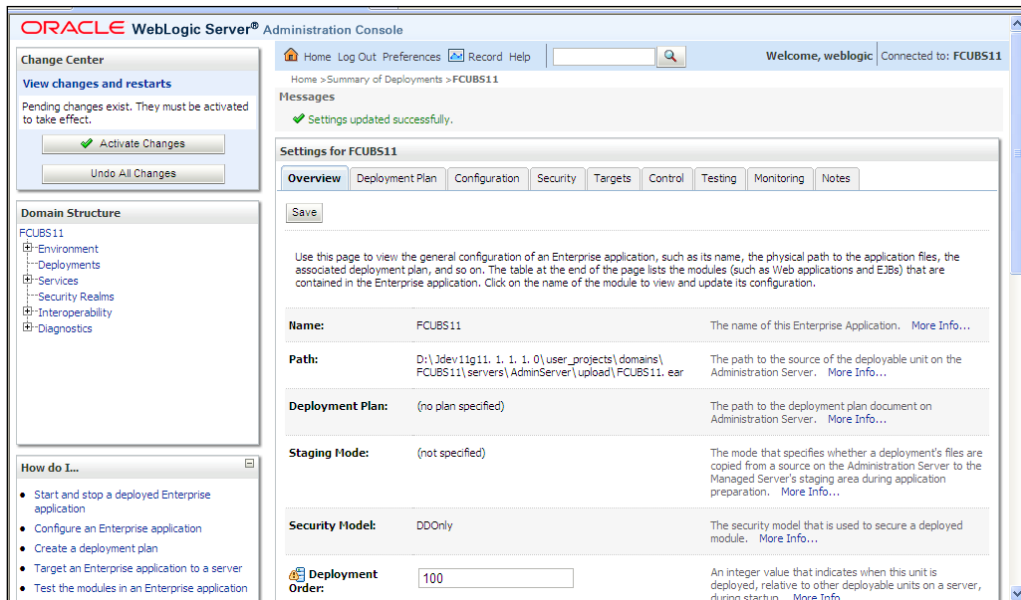 ORACLE WebLogic Server® Administration Console
Change Center
View changes and restarts
Pending changes exist. They must be activated
to take effect.
Activate Changes
Undo All Changes
Domain Structure
FCUBS11
Environment
Deployments
Services
Security Realms
Interoperability
Diagnostics
How do I...
Start and stop a deployed Enterprise
application
Configure an Enterprise application
Create a deployment plan
Target an Enterprise application to a server
Test the modules in an Enterprise application
Home Log Out Preferences Record Help
Welcome, weblogic Connected to: FCUBS11
Home >Summary of Deployments >FCUBS11
Messages
Settings updated successfully.
Settings for FCUBS11
Overview Deployment Plan Configuration Security Targets Control Testing Monitoring Notes
Save
Use this page to view the general configuration of an Enterprise application, such as its name, the physical path to the application files, the
associated deployment plan, and so on. The table at the end of the page lists the modules (such as Web applications and EJBs) that are
contained in the Enterprise application. Click on the name of the module to view and update its configuration.
Name: FCUBS11 The name of this Enterprise Application. More Info...
Path: D:\Jdev11g11. 1. 1. 1. 0\user_projects\domains\ The path to the source of the deployable unit on the
FCUBS11\servers\AdminServer\upload\FCUBS11. ear Administration Server. More Info...
Deployment Plan: (no plan specified) The path to the deployment plan document on
Administration Server. More Info...
Staging Mode: (not specified) The mode that specifies whether a deployment's files are
copied from a source on the Administration Server to the
Managed Server's staging area during application
preparation. More Info...
Security Model: DDOnly The security model that is used to secure a deployed
module. More Info...
Deployment 100 An integer value that indicates when this unit is
Order: deployed, relative to other deployable units on a server,
during startup. More Info